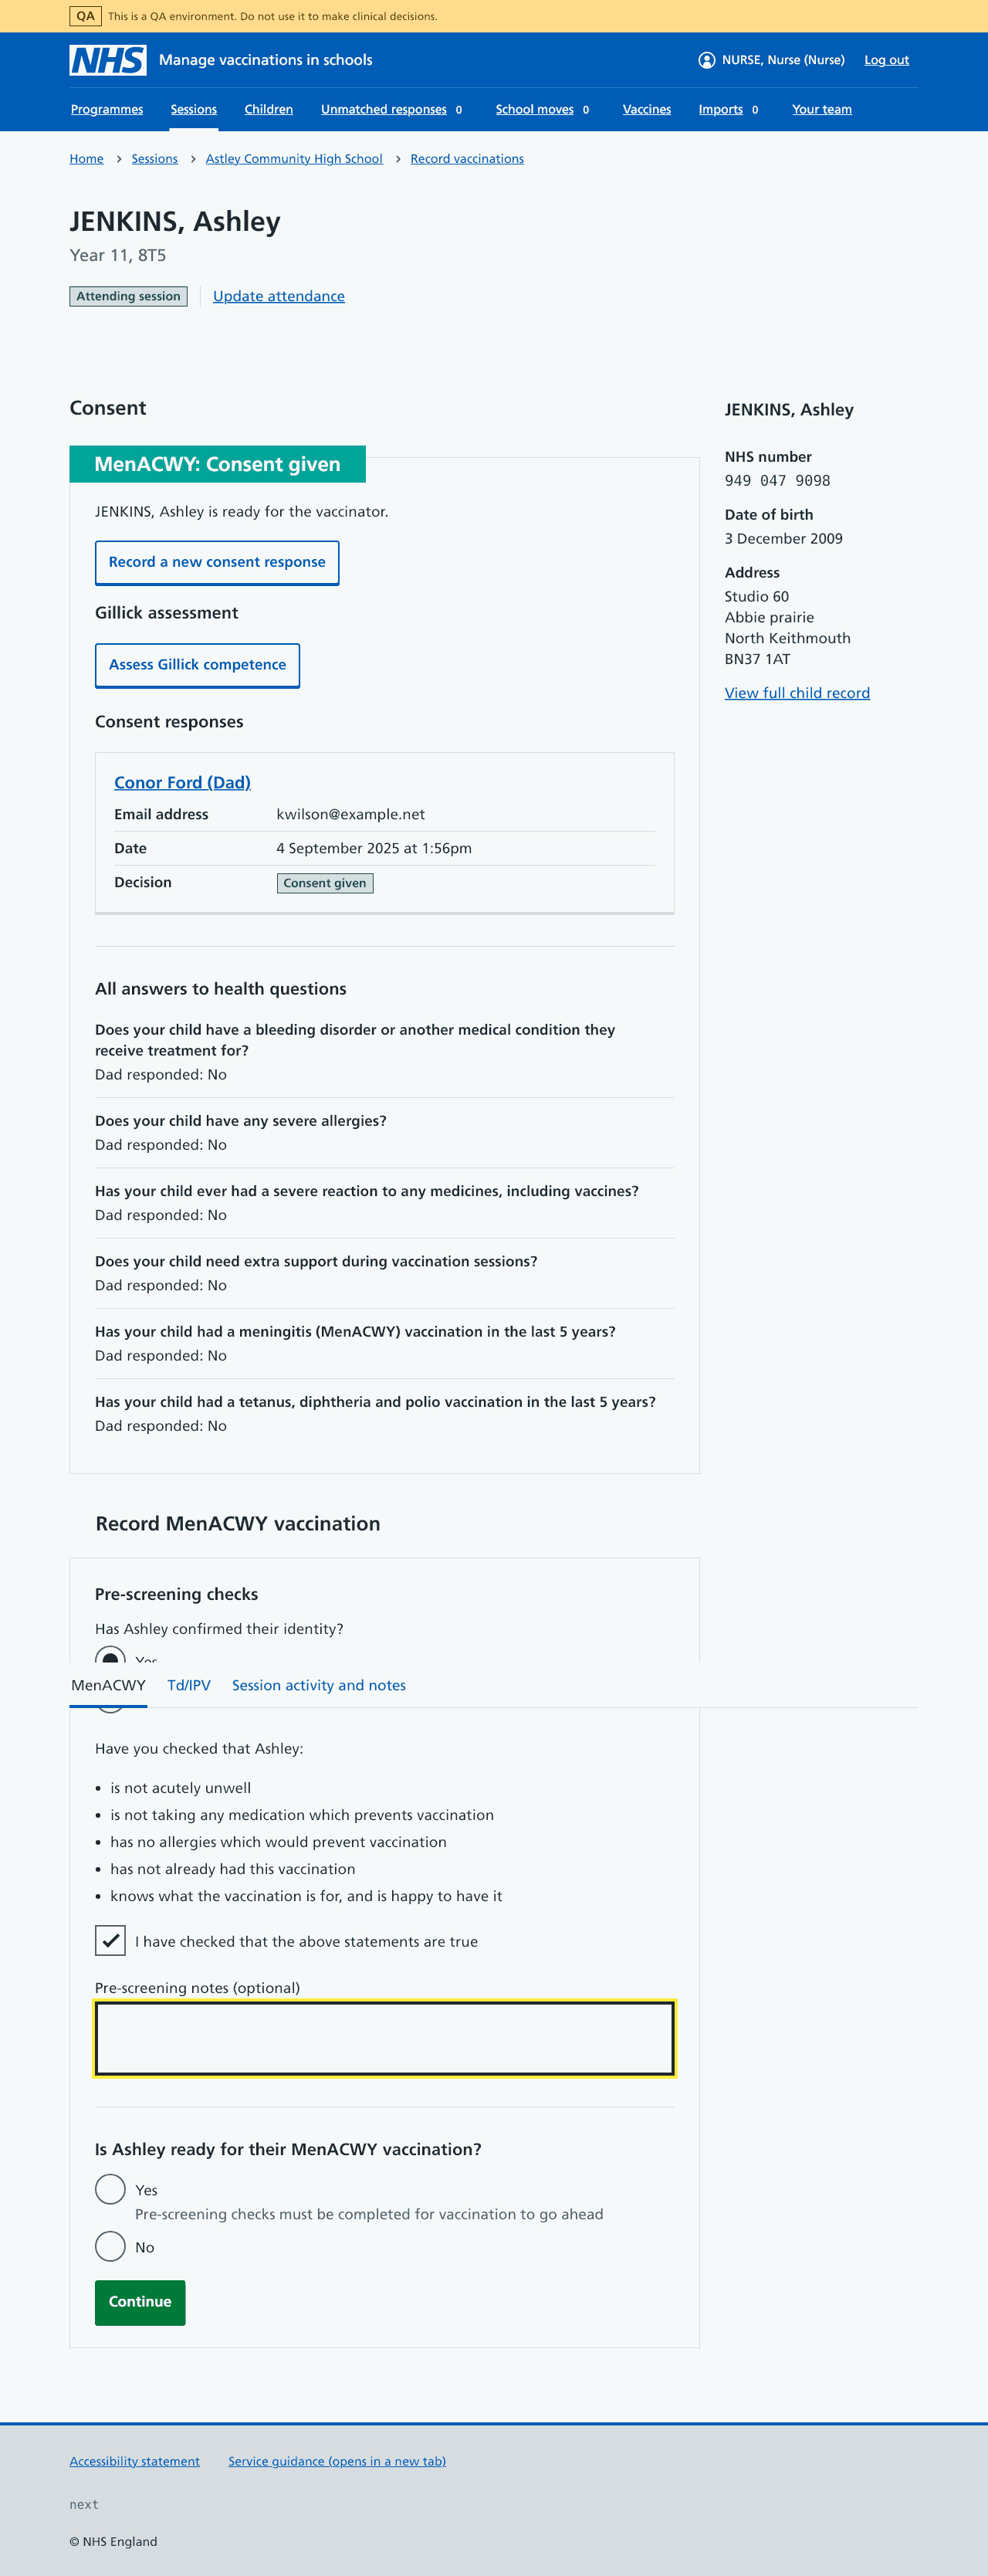 QA This is a QA environment. Do not use it to make clinical decisions.
NHS Manage vaccinations in schools NURSE, Nurse (Nurse) Log out
Programmes Sessions Children Unmatched responses 0 School moves 0 Vaccines Imports 0 Your team
Home Sessions Astley Community High School Record vaccinations
JENKINS, Ashley
Year 11, 8T5
Attending session Update attendance
Consent
MenACWY: Consent given
JENKINS, Ashley is ready for the vaccinator.
Record a new consent response
Gillick assessment
Assess Gillick competence
Consent responses
Conor Ford (Dad)
Email address kwilson@example.net
Date 4 September 2025 at 1:56pm
Decision Consent given
All answers to health questions
Does your child have a bleeding disorder or another medical condition they
receive treatment for?
Dad responded: No
Does your child have any severe allergies?
Dad responded: No
Has your child ever had a severe reaction to any medicines, including vaccines?
Dad responded: No
Does your child need extra support during vaccination sessions?
Dad responded: No
Has your child had a meningitis (MenACWY) vaccination in the last 5 years?
Dad responded: No
Has your child had a tetanus, diphtheria and polio vaccination in the last 5 years?
Dad responded: No
JENKINS, Ashley
NHS number
949 047 9098
Date of birth
3 December 2009
Address
Studio 60
Abbie prairie
North Keithmouth
BN37 1AT
View full child record
Record MenACWY vaccination
Pre-screening checks
Has Ashley confirmed their identity?
Yes
MenACWY Td/IPV Session activity and notes
Have you checked that Ashley:
• is not acutely unwell
• is not taking any medication which prevents vaccination
• has no allergies which would prevent vaccination
• has not already had this vaccination
• knows what the vaccination is for, and is happy to have it
I have checked that the above statements are true
Pre-screening notes (optional)
Is Ashley ready for their MenACWY vaccination?
Yes
Pre-screening checks must be completed for vaccination to go ahead
No
Continue
Accessibility statement Service guidance (opens in a new tab)
next
© NHS England